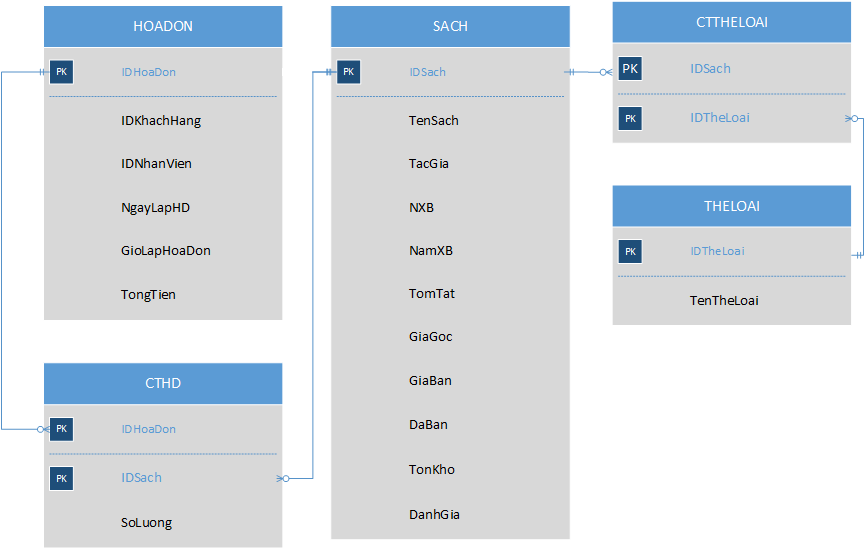 HOADON
PK IDHoaDon
IDKhachHang
IDNhanVien
NgayLapHD
GioLapHoaDon
TongTien
CTHD
PK IDHoaDon
PK IDSach
SoLuong
SACH
PK IDSach
TenSach
TacGia
NXB
NamXB
TomTat
GiaGoc
GiaBan
DaBan
TonKho
DanhGia
CTTHELOAI
PK IDSach
PK IDTheLoai
THELOAI
PK IDTheLoai
TenTheLoai